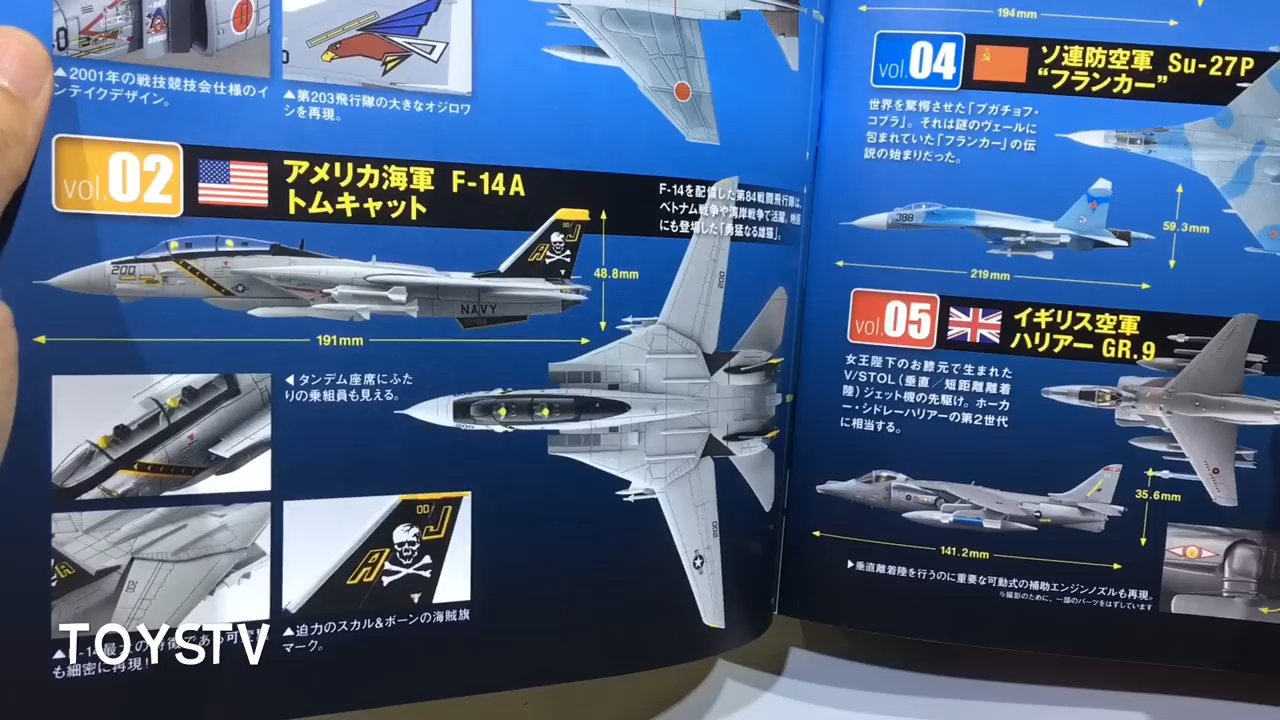 ▲2001年の戦技競技会仕様のイ
ンテイクデザイン。
▲第203飛行隊の大きなオジロワ
シを再現。
vol.02
アメリカ海軍 F-14A
トムキャット
F-14を配備した第84戦闘飛行隊は、
ベトナム戦争や湾岸戦争で活躍。映画
にも登場した「勇猛なる雄猫」。
200
A
J
NAVY
48.8mm
191mm
◀タンデム座席にふた
りの乗組員も見える。
200
200
200
00
J
A
▲迫力のスカル&ボーンの海賊旗
マーク。
も細密に再現!
TOYSTV
194mm
vol.04
ソ連防空軍 Su-27P
“フランカー”
世界を驚愕させた「プガチョフ・
コブラ」。それは謎のヴェールに
包まれていた「フランカー」の伝
説の始まりだった。
388
59.3mm
219mm
vol.05
イギリス空軍
ハリアー GR.9
女王陛下のお膝元で生まれた
V/STOL(垂直/短距離離着
陸)ジェット機の先駆け。ホーカ
ー・シドレーハリアーの第2世代
に相当する。
35.6mm
141.2mm
▶垂直離着陸を行うのに重要な可動式の補助エンジンノズルも再現。
※撮影のために、一部のパーツをはずしています